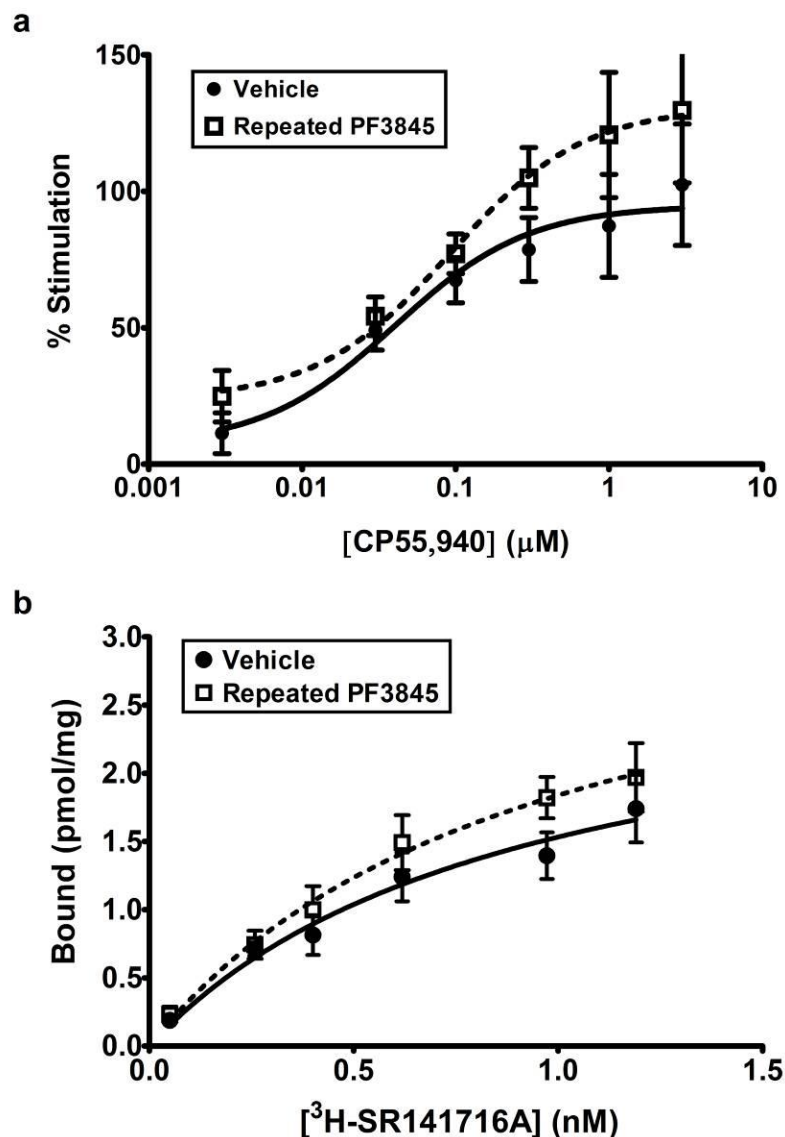 a
150
100
50
0
% Stimulation
Vehicle
Repeated PF3845
0.001 0.01 0.1 1 10
[CP55,940] (μM)
b
3.0
2.5
2.0
1.5
1.0
0.5
0.0
Bound (pmol/mg)
Vehicle
Repeated PF3845
0.0 0.5 1.0 1.5
[³H-SR141716A] (nM)